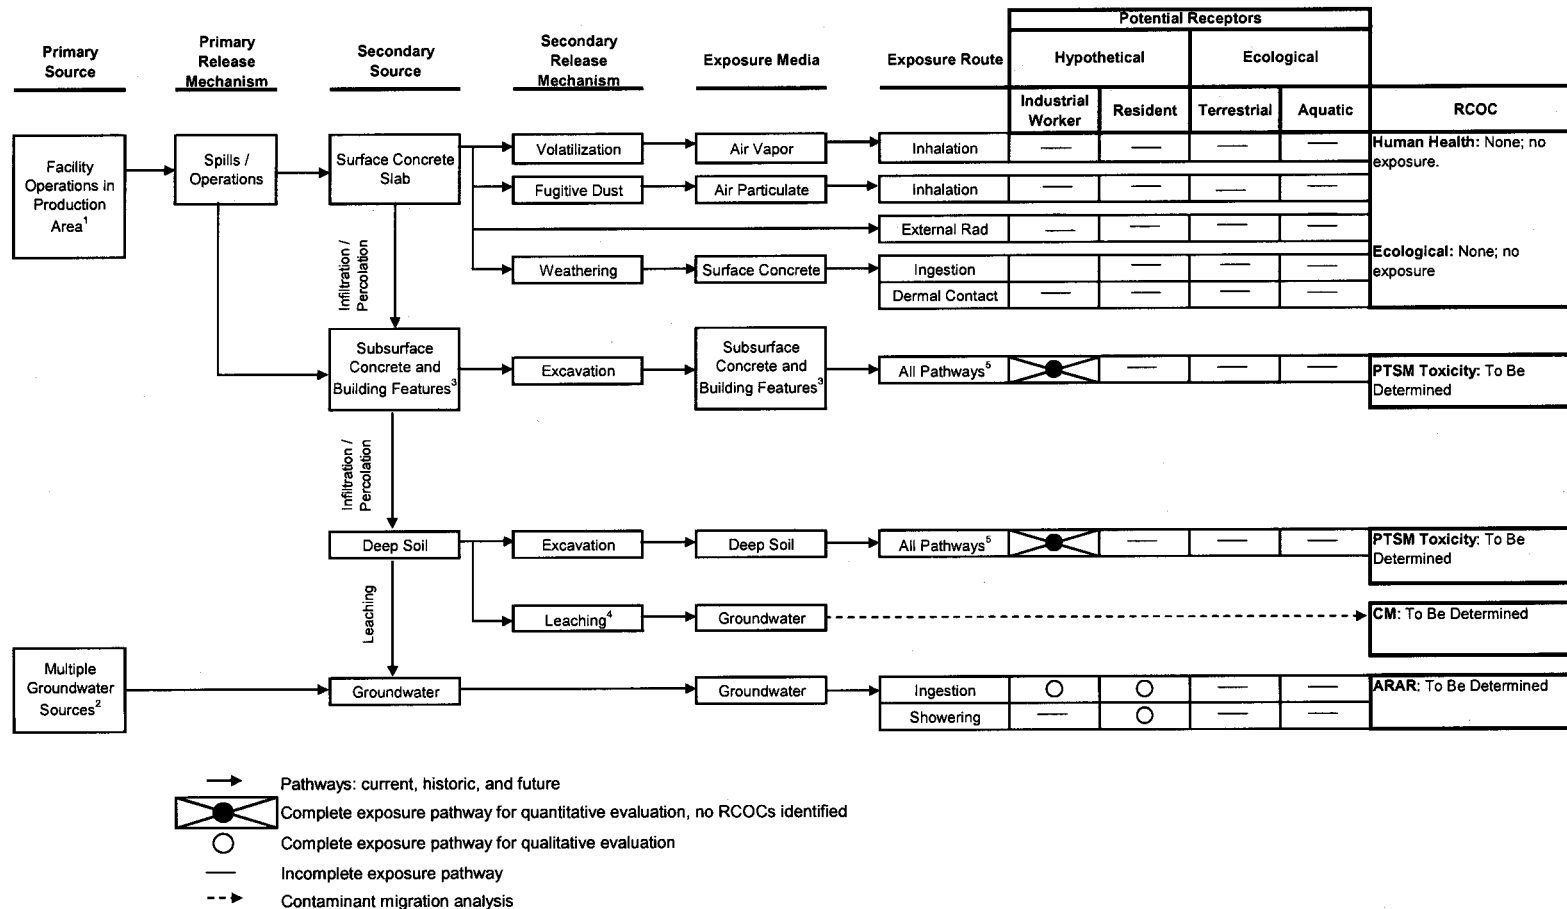 Potential Receptors
Primary
Source
Primary
Release
Mechanism
Secondary
Source
Secondary
Release
Mechanism
Exposure Media
Exposure Route
Hypothetical
Ecological
Industrial
Worker
Resident
Terrestrial
Aquatic
RCOC
Facility
Operations in
Production
Area1
Spills /
Operations
Surface Concrete
Slab
Volatilization
Air Vapor
Inhalation
— — — —
Human Health: None; no
exposure.
Fugitive Dust
Air Particulate
Inhalation
— — — —
External Rad
— — — —
Infiltration /
Percolation
Weathering
Surface Concrete
Ingestion
— — —
Ecological: None; no
exposure
Dermal Contact
— — — —
Subsurface
Concrete and
Building Features3
Excavation
Subsurface
Concrete and
Building Features3
All Pathways5
— — —
PTSM Toxicity: To Be
Determined
Infiltration /
Percolation
Deep Soil
Excavation
Deep Soil
All Pathways5
— — —
PTSM Toxicity: To Be
Determined
Leaching
Leaching4
Groundwater
CM: To Be Determined
Multiple
Groundwater
Sources2
Groundwater
Groundwater
Ingestion
— —
ARAR: To Be Determined
Showering
— — —
Pathways: current, historic, and future
Complete exposure pathway for quantitative evaluation, no RCOCs identified
Complete exposure pathway for qualitative evaluation
Incomplete exposure pathway
Contaminant migration analysis